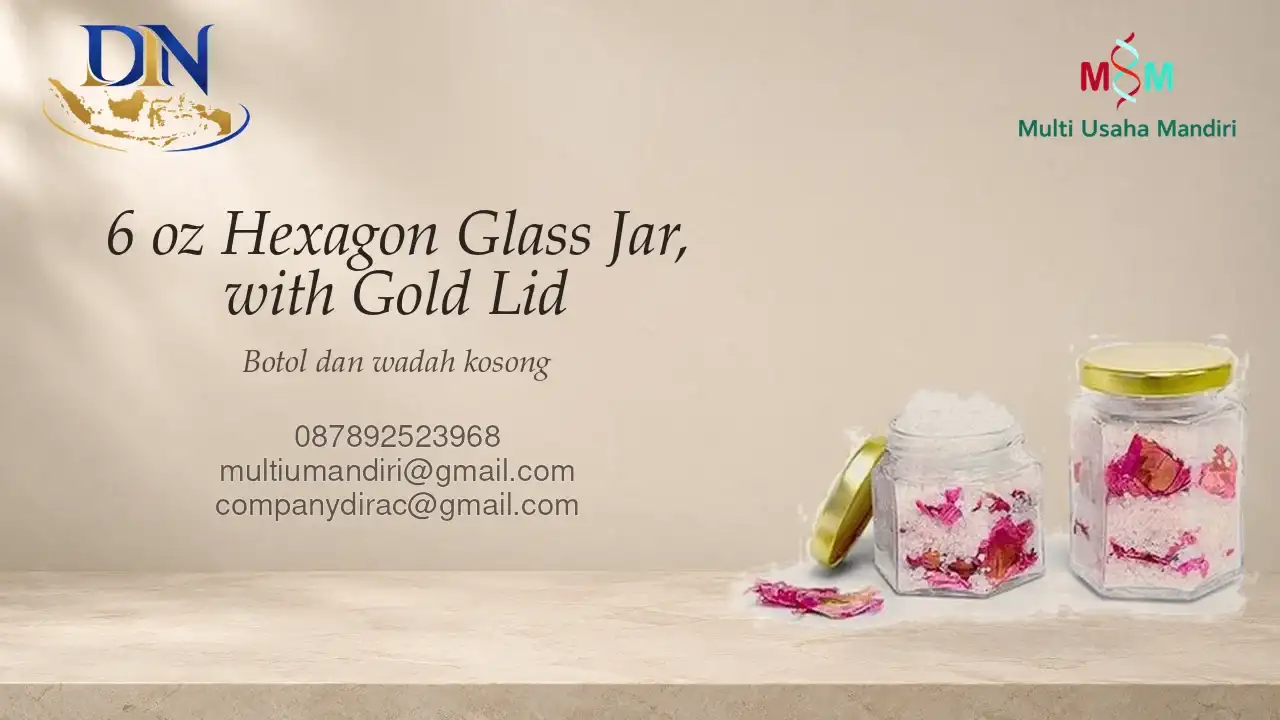 DN
M M
Multi Usaha Mandiri
6 oz Hexagon Glass Jar,
with Gold Lid
Botol dan wadah kosong
087892523968
multiumandiri@gmail.com
companydirac@gmail.com